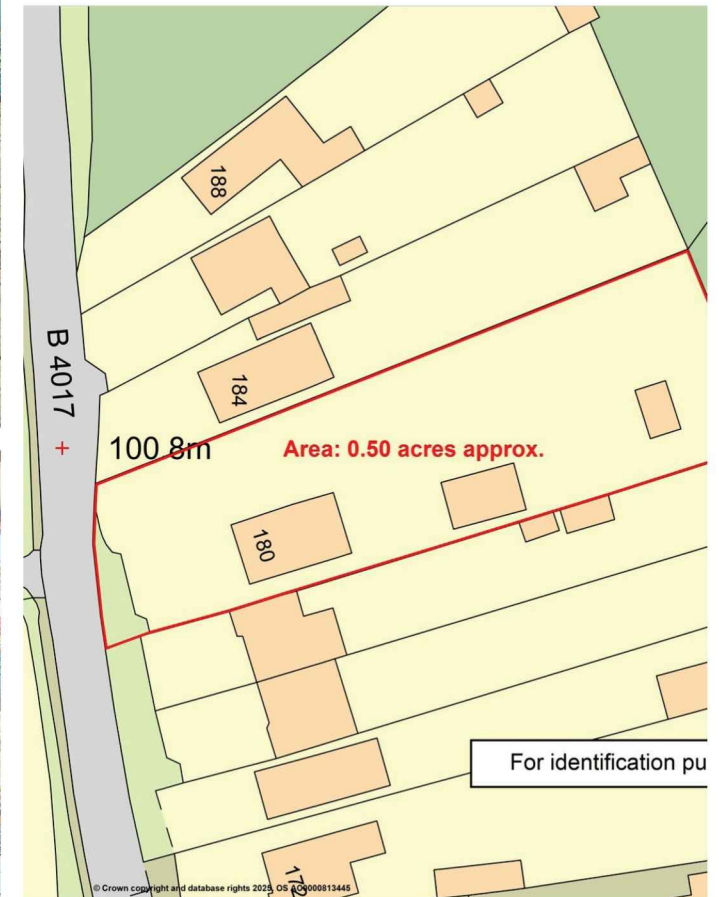 188
B 4017
184
100 8m
Area: 0.50 acres approx.
180
For identification pu
172
© Crown copyright and database rights 2025, OS AC0000813445